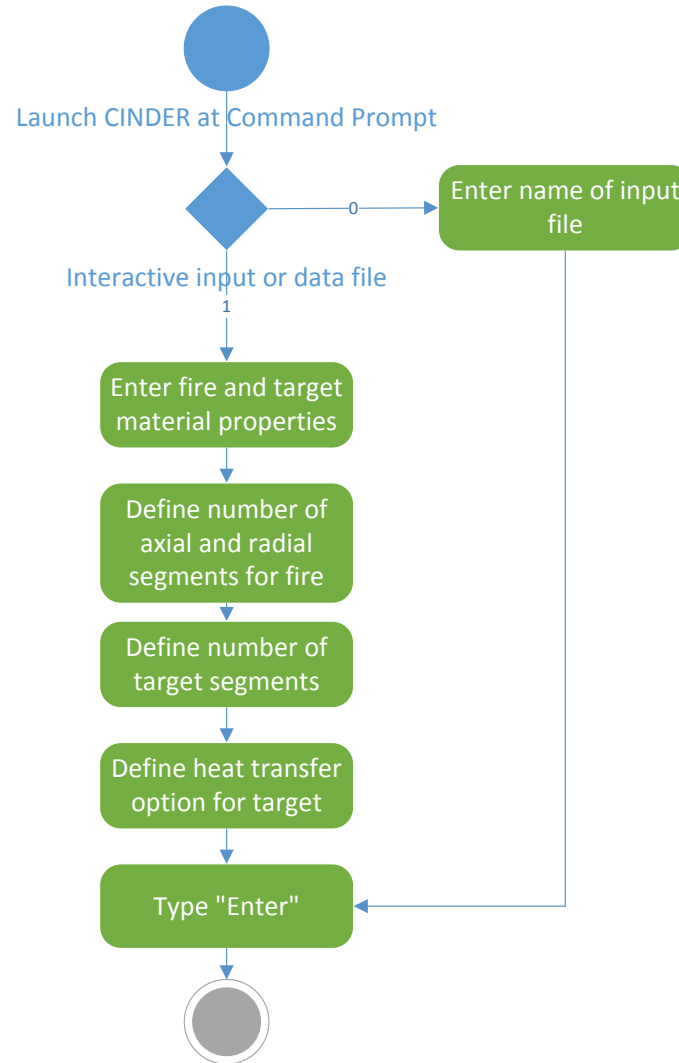 Launch CINDER at Command Prompt
0
Enter name of input
file
Interactive input or data file
1
Enter fire and target
material properties
Define number of
axial and radial
segments for fire
Define number of
target segments
Define heat transfer
option for target
Type "Enter"